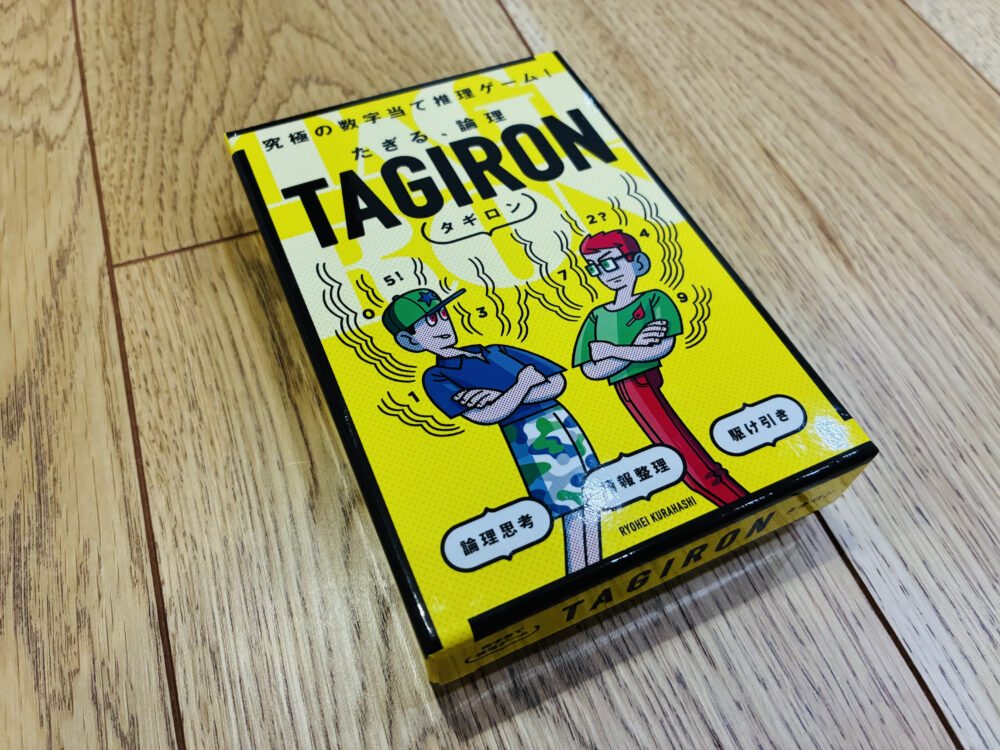 究極の数字当て推理ゲーム!
たぎる、論理
TAGIRON
タギロン
2?
5!
4
7
0
3
9
1
駆け引き
情報整理
論理思考
RYOHEI KURAHASHI
TAGIRON